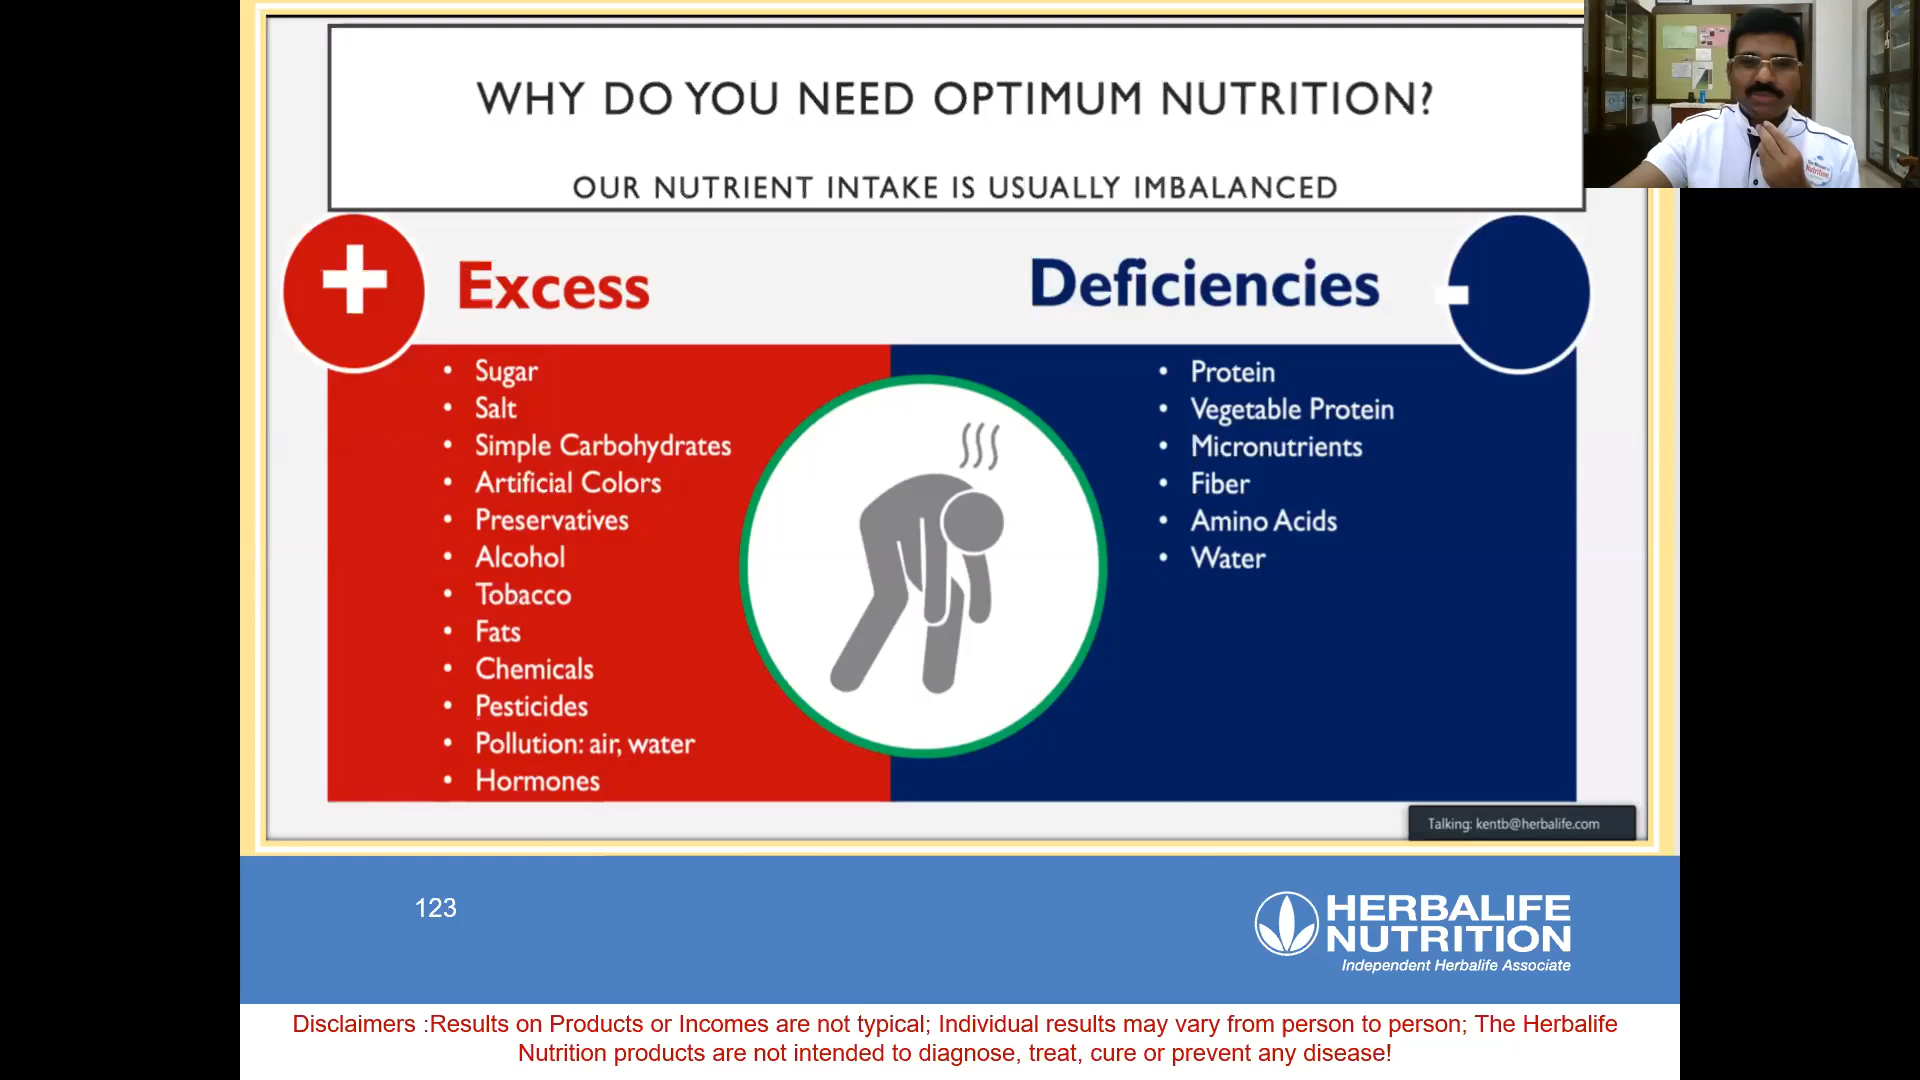 WHY DO YOU NEED OPTIMUM NUTRITION?
OUR NUTRIENT INTAKE IS USUALLY IMBALANCED
Excess
• Sugar
• Salt
• Simple Carbohydrates
• Artificial Colors
• Preservatives
• Alcohol
• Tobacco
• Fats
• Chemicals
• Pesticides
• Pollution: air, water
• Hormones
Deficiencies
• Protein
• Vegetable Protein
• Micronutrients
• Fiber
• Amino Acids
• Water
Talking: kentb@herbalife.com
123
HERBALIFE
NUTRITION
Independent Herbalife Associate
Disclaimers :Results on Products or Incomes are not typical; Individual results may vary from person to person; The Herbalife
Nutrition products are not intended to diagnose, treat, cure or prevent any disease!
Nutrition